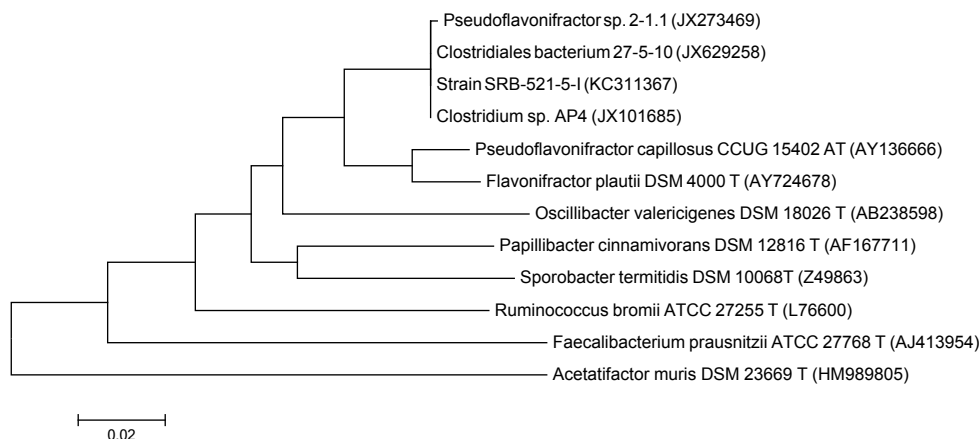 Pseudoflavonifractor sp. 2-1.1 (JX273469)
Clostridiales bacterium 27-5-10 (JX629258)
Strain SRB-521-5-I (KC311367)
Clostridium sp. AP4 (JX101685)
Pseudoflavonifractor capillosus CCUG 15402 AT (AY136666)
Flavonifractor plautii DSM 4000 T (AY724678)
Oscillibacter valericigenes DSM 18026 T (AB238598)
Papillibacter cinnamivorans DSM 12816 T (AF167711)
Sporobacter termitidis DSM 10068T (Z49863)
Ruminococcus bromii ATCC 27255 T (L76600)
Faecalibacterium prausnitzii ATCC 27768 T (AJ413954)
Acetatifactor muris DSM 23669 T (HM989805)
0.02